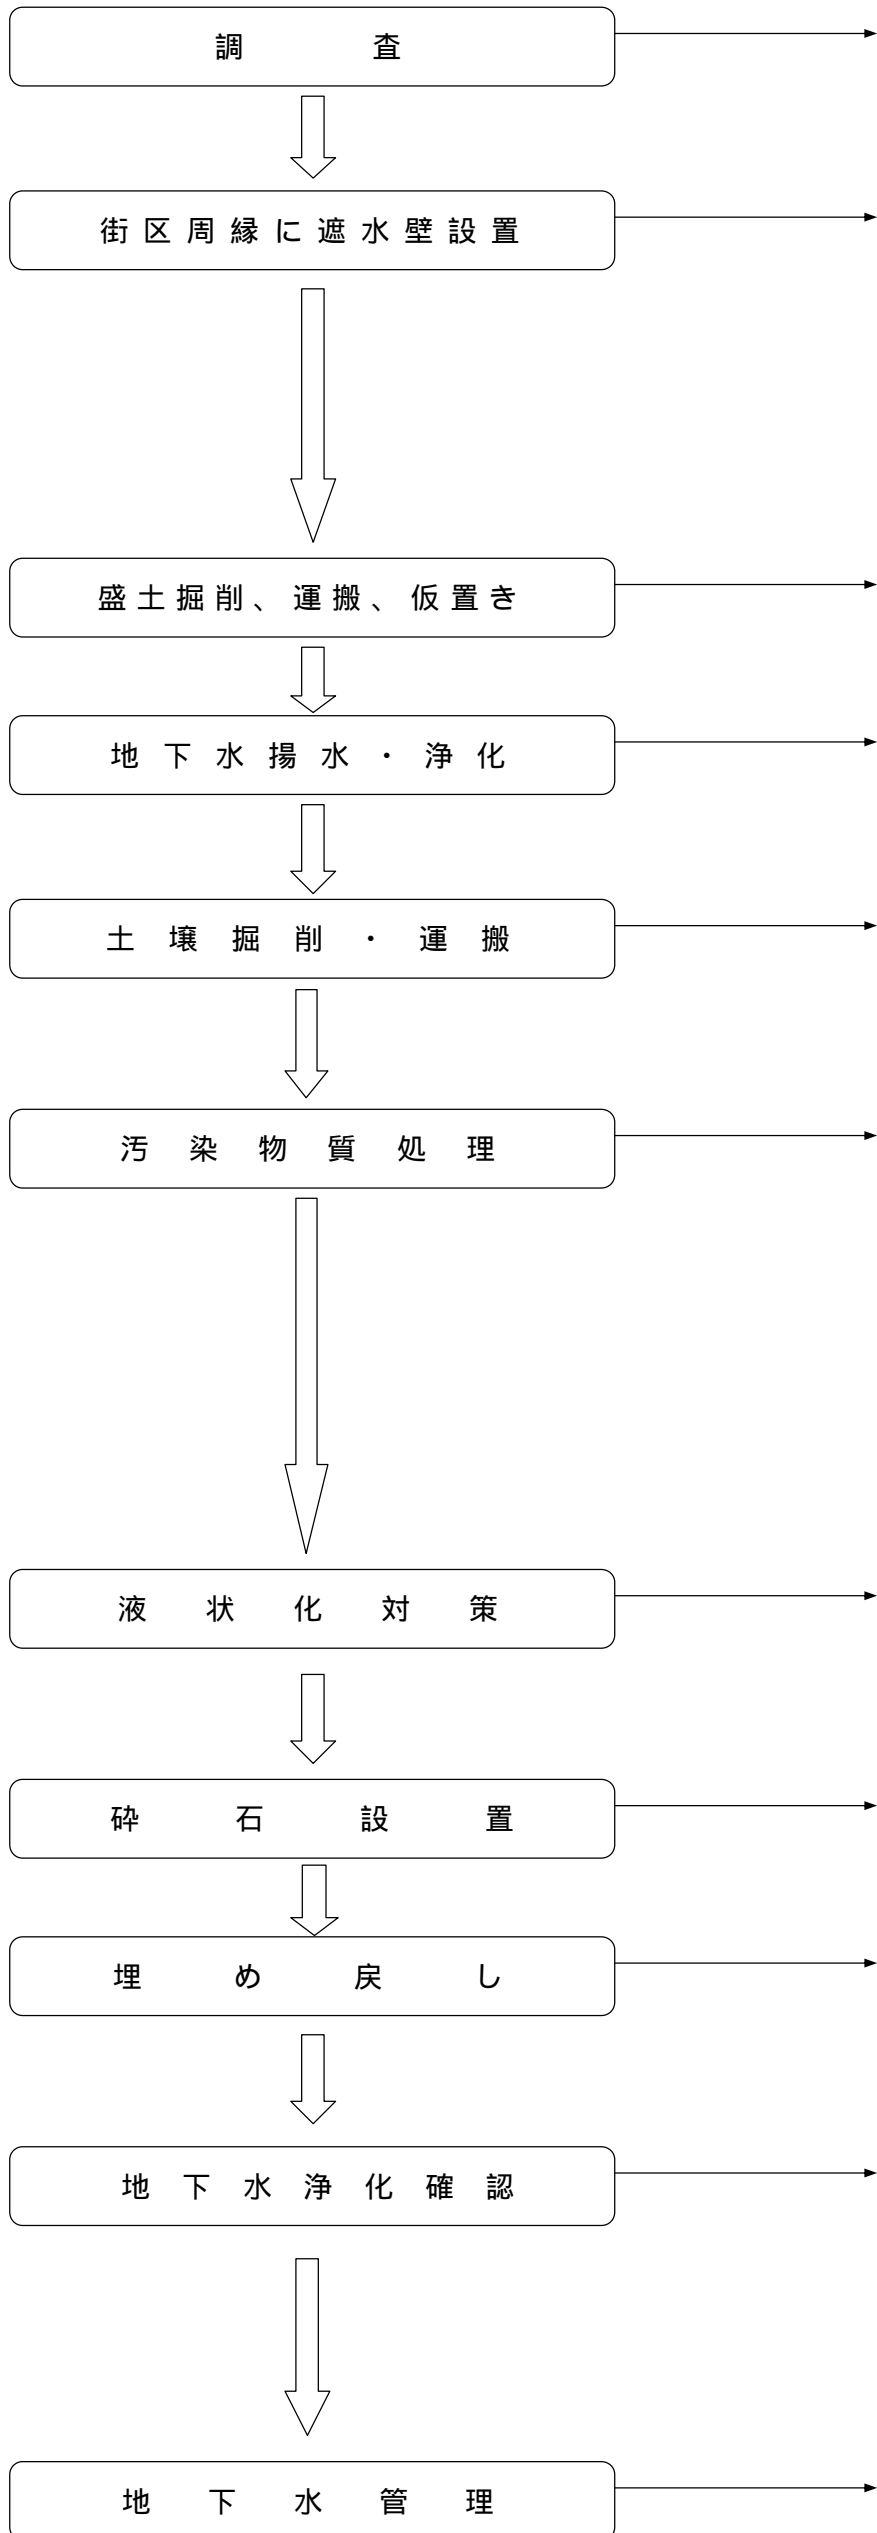 調査
街区周縁に遮水壁設置
盛土掘削、運搬、仮置き
地下水揚水・浄化
土壌掘削・運搬
汚染物質処理
液状化対策
砕石設置
埋め戻し
地下水浄化確認
地下水管理